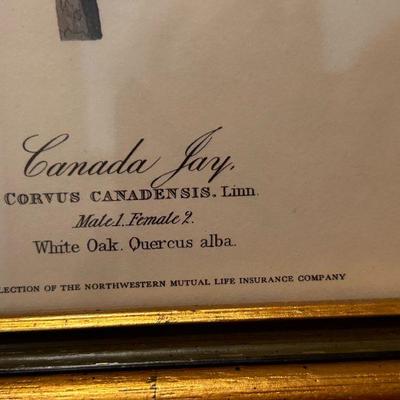 Canada Jay,
CORVUS CANADENSIS. Linn.
Male 1. Female 2.
White Oak. Quercus alba.
LECTION OF THE NORTHWESTERN MUTUAL LIFE INSURANCE COMPANY